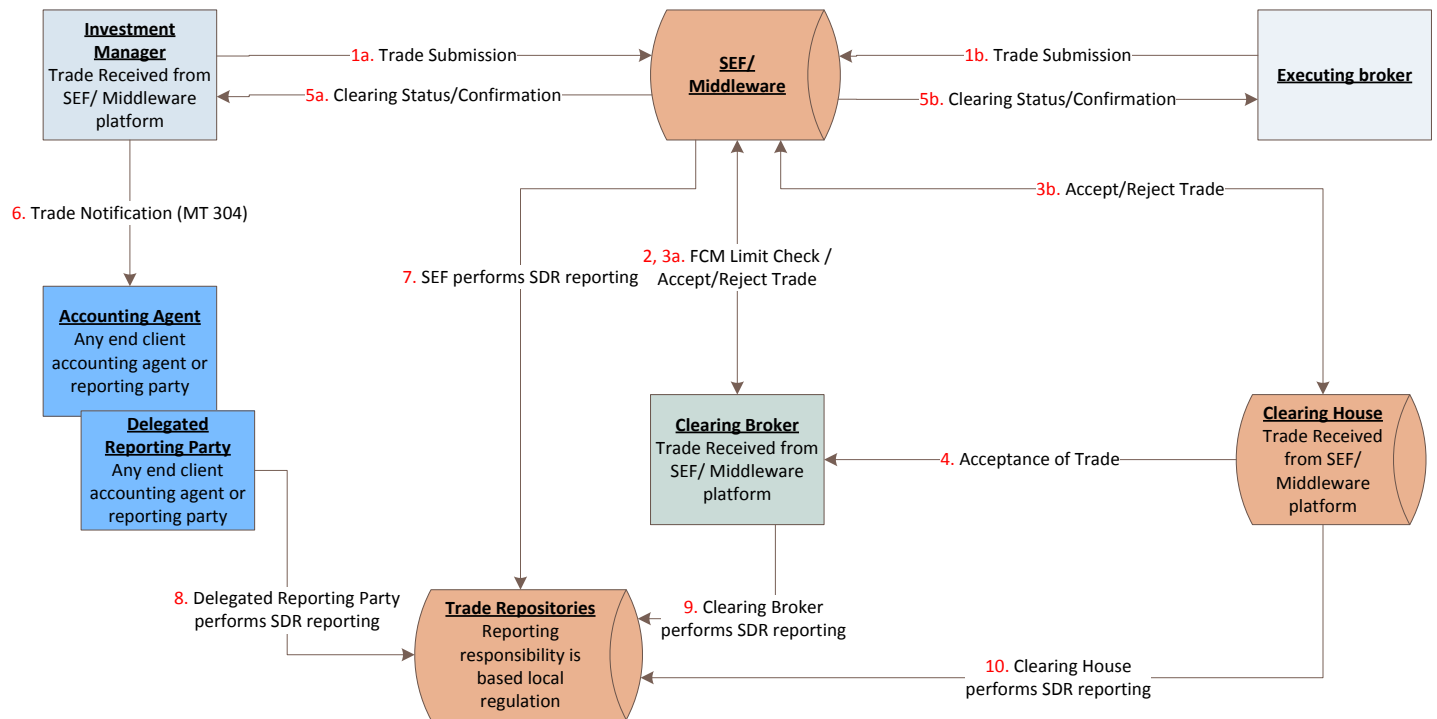 Investment
Manager
Trade Received from
SEF/ Middleware
platform
1a. Trade Submission
5a. Clearing Status/Confirmation
SEF/
Middleware
1b. Trade Submission
5b. Clearing Status/Confirmation
Executing broker
6. Trade Notification (MT 304)
7. SEF performs SDR reporting
2, 3a. FCM Limit Check /
Accept/Reject Trade
3b. Accept/Reject Trade
Accounting Agent
Any end client
accounting agent or
reporting party
Delegated
Reporting Party
Any end client
accounting agent or
reporting party
Clearing Broker
Trade Received from
SEF/ Middleware
platform
4. Acceptance of Trade
Clearing House
Trade Received
from SEF/
Middleware
platform
8. Delegated Reporting Party
performs SDR reporting
Trade Repositories
Reporting
responsibility is
based local
regulation
9. Clearing Broker
performs SDR reporting
10. Clearing House
performs SDR reporting